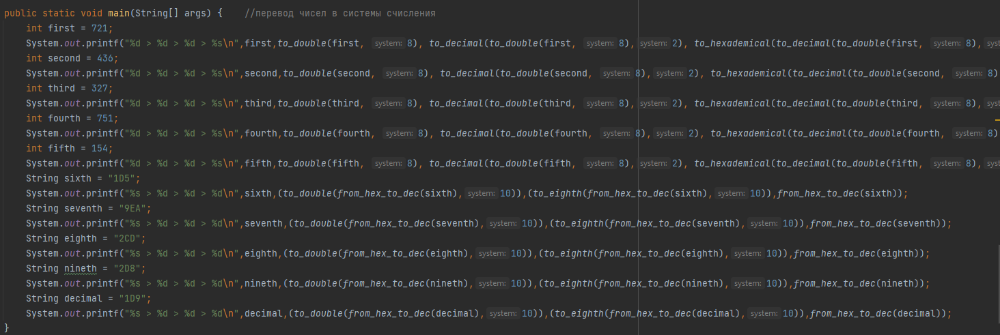 public static void main(String[] args) {    //перевод чисел в системы счисления
    int first = 721;
    System.out.printf("%d > %d > %d > %s\n",first,to_double(first, system: 8), to_decimal(to_double(first, system: 8), system: 2), to_hexademical(to_decimal(to_double(first, system: 8),
    int second = 436;
    System.out.printf("%d > %d > %d > %s\n",second,to_double(second, system: 8), to_decimal(to_double(second, system: 8), system: 2), to_hexademical(to_decimal(to_double(second, system: 8)
    int third = 327;
    System.out.printf("%d > %d > %d > %s\n",third,to_double(third, system: 8), to_decimal(to_double(third, system: 8), system: 2), to_hexademical(to_decimal(to_double(third, system: 8),
    int fourth = 751;
    System.out.printf("%d > %d > %d > %s\n",fourth,to_double(fourth, system: 8), to_decimal(to_double(fourth, system: 8), system: 2), to_hexademical(to_decimal(to_double(fourth, system: 8)
    int fifth = 154;
    System.out.printf("%d > %d > %d > %s\n",fifth,to_double(fifth, system: 8), to_decimal(to_double(fifth, system: 8), system: 2), to_hexademical(to_decimal(to_double(fifth, system: 8),
    String sixth = "1D5";
    System.out.printf("%s > %d > %d > %d\n",sixth,(to_double(from_hex_to_dec(sixth), system: 10)),(to_eighth(from_hex_to_dec(sixth), system: 10)),from_hex_to_dec(sixth));
    String seventh = "9EA";
    System.out.printf("%s > %d > %d > %d\n",seventh,(to_double(from_hex_to_dec(seventh), system: 10)),(to_eighth(from_hex_to_dec(seventh), system: 10)),from_hex_to_dec(seventh));
    String eighth = "2CD";
    System.out.printf("%s > %d > %d > %d\n",eighth,(to_double(from_hex_to_dec(eighth), system: 10)),(to_eighth(from_hex_to_dec(eighth), system: 10)),from_hex_to_dec(eighth));
    String nineth = "2D8";
    System.out.printf("%s > %d > %d > %d\n",nineth,(to_double(from_hex_to_dec(nineth), system: 10)),(to_eighth(from_hex_to_dec(nineth), system: 10)),from_hex_to_dec(nineth));
    String decimal = "1D9";
    System.out.printf("%s > %d > %d > %d\n",decimal,(to_double(from_hex_to_dec(decimal), system: 10)),(to_eighth(from_hex_to_dec(decimal), system: 10)),from_hex_to_dec(decimal));
}